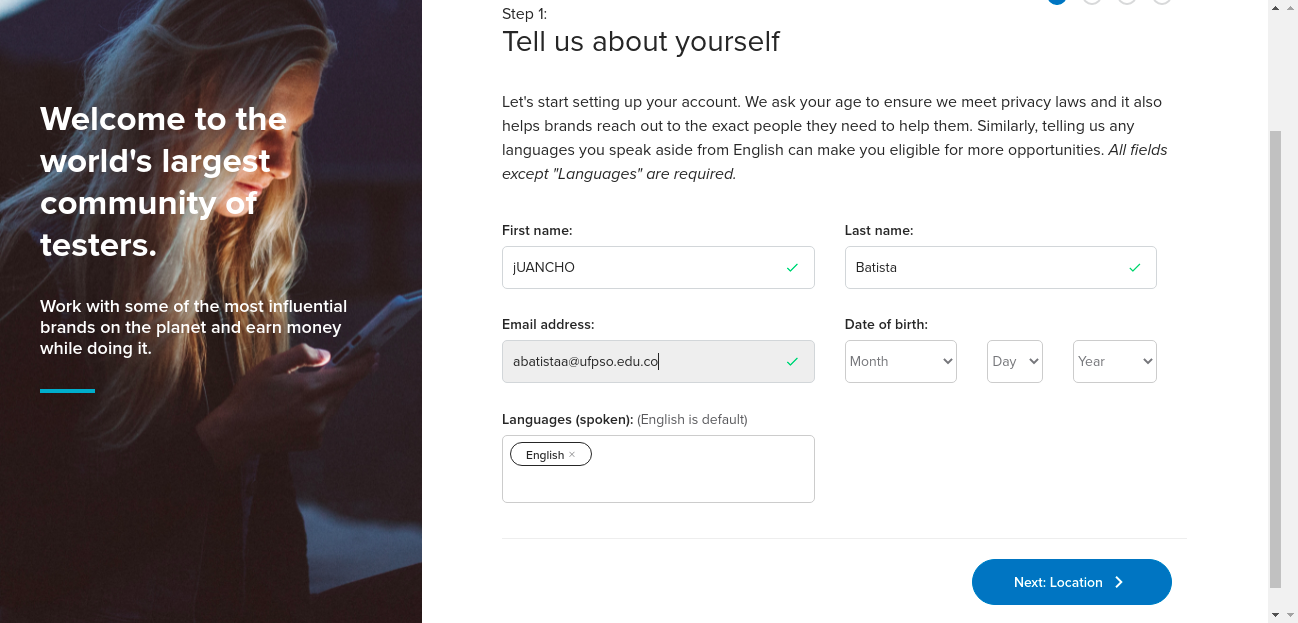 Welcome to the
world's largest
community of
testers.
Work with some of the most influential
brands on the planet and earn money
while doing it.
Step 1:
Tell us about yourself
Let's start setting up your account. We ask your age to ensure we meet privacy laws and it also
helps brands reach out to the exact people they need to help them. Similarly, telling us any
languages you speak aside from English can make you eligible for more opportunities. All fields
except "Languages" are required.
First name: Last name:
jUANCHO Batista
Email address: Date of birth:
abatistaa@ufpso.edu.co Month Day Year
Languages (spoken): (English is default)
English ×
Next: Location